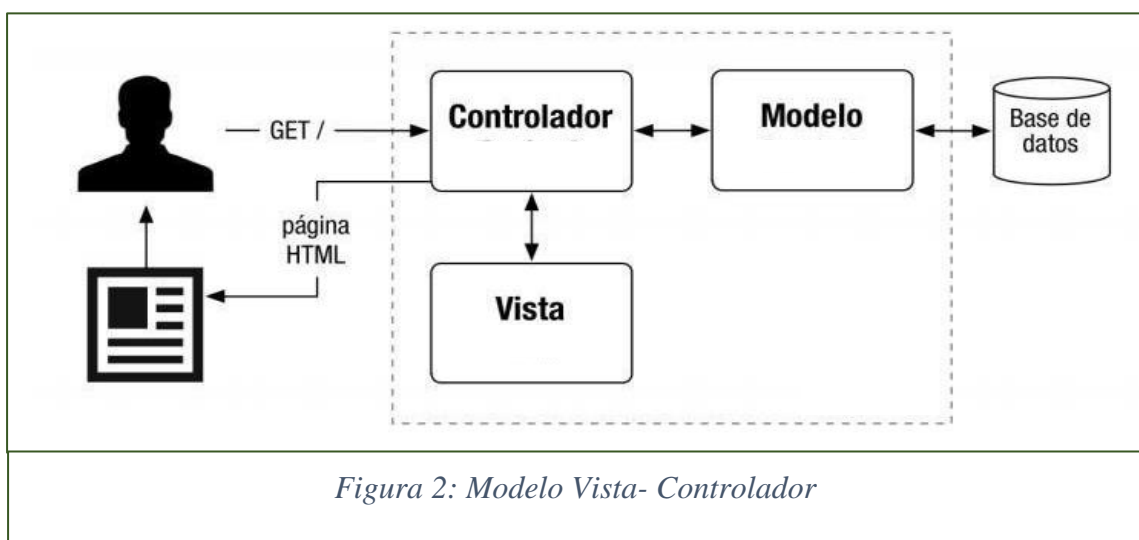 Controlador
Modelo
GET /
Base de
datos
página
HTML
Vista
Figura 2: Modelo Vista- Controlador